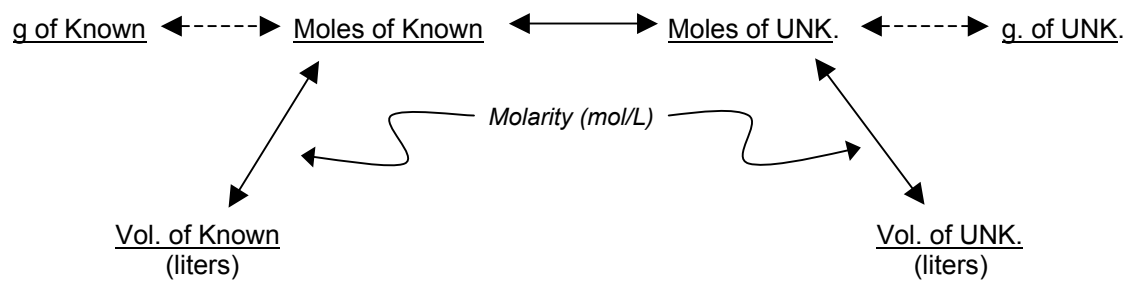 g of Known Moles of Known Moles of UNK. g. of UNK.
Molarity (mol/L)
Vol. of Known Vol. of UNK.
(liters) (liters)